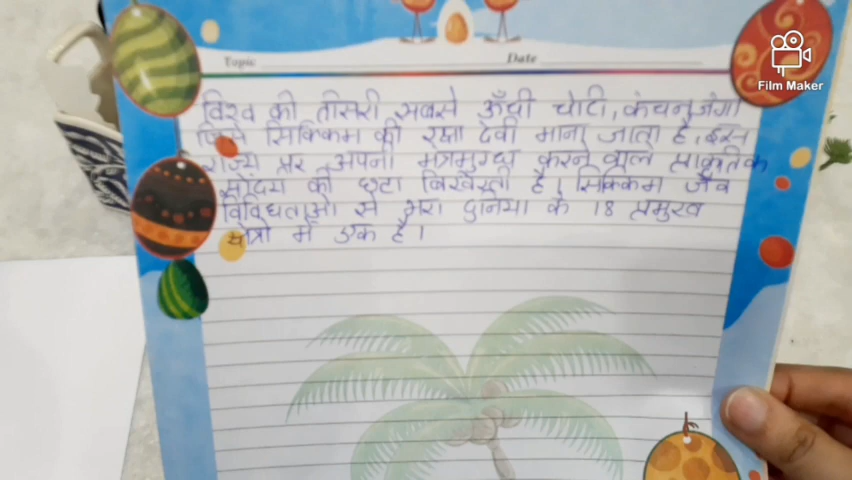 Film Maker
Topic Date
विश्व की तीसरी सबसे ऊँची चोटी, कंचनजंगा
जिसे सिक्किम की रक्षा देवी माना जाता है, इस
राज्य पर अपनी मंत्रमुग्ध करने वाले प्राकृतिक
सौंदर्य की छटा बिखेरती है। सिक्किम जैव
विविधताओं से भरा दुनिया के 18 प्रमुख
क्षेत्रों में एक है।